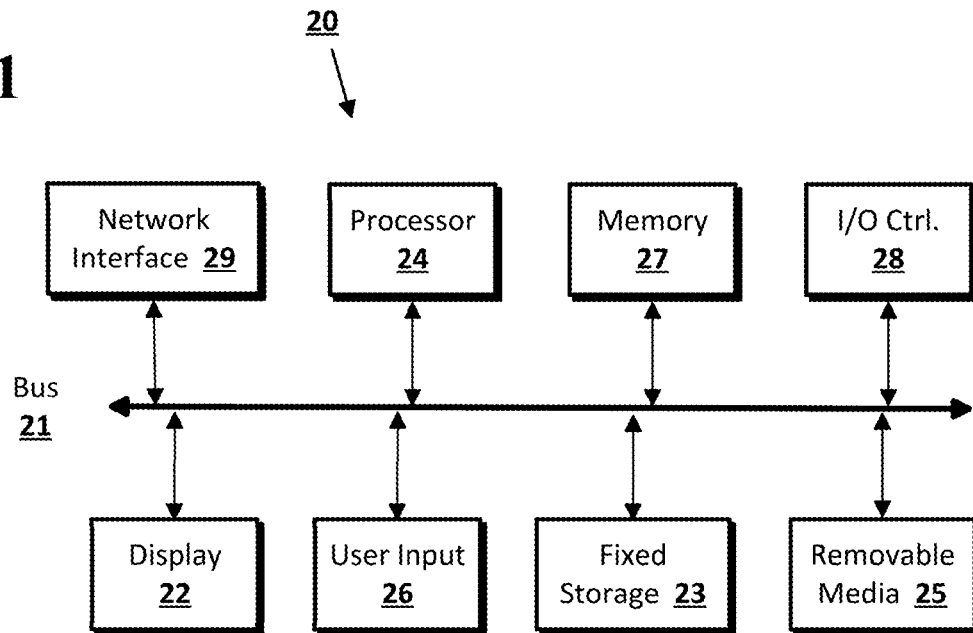 20
1
Network
Interface 29
Processor
24
Memory
27
I/O Ctrl.
28
Bus
21
Display
22
User Input
26
Fixed
Storage 23
Removable
Media 25